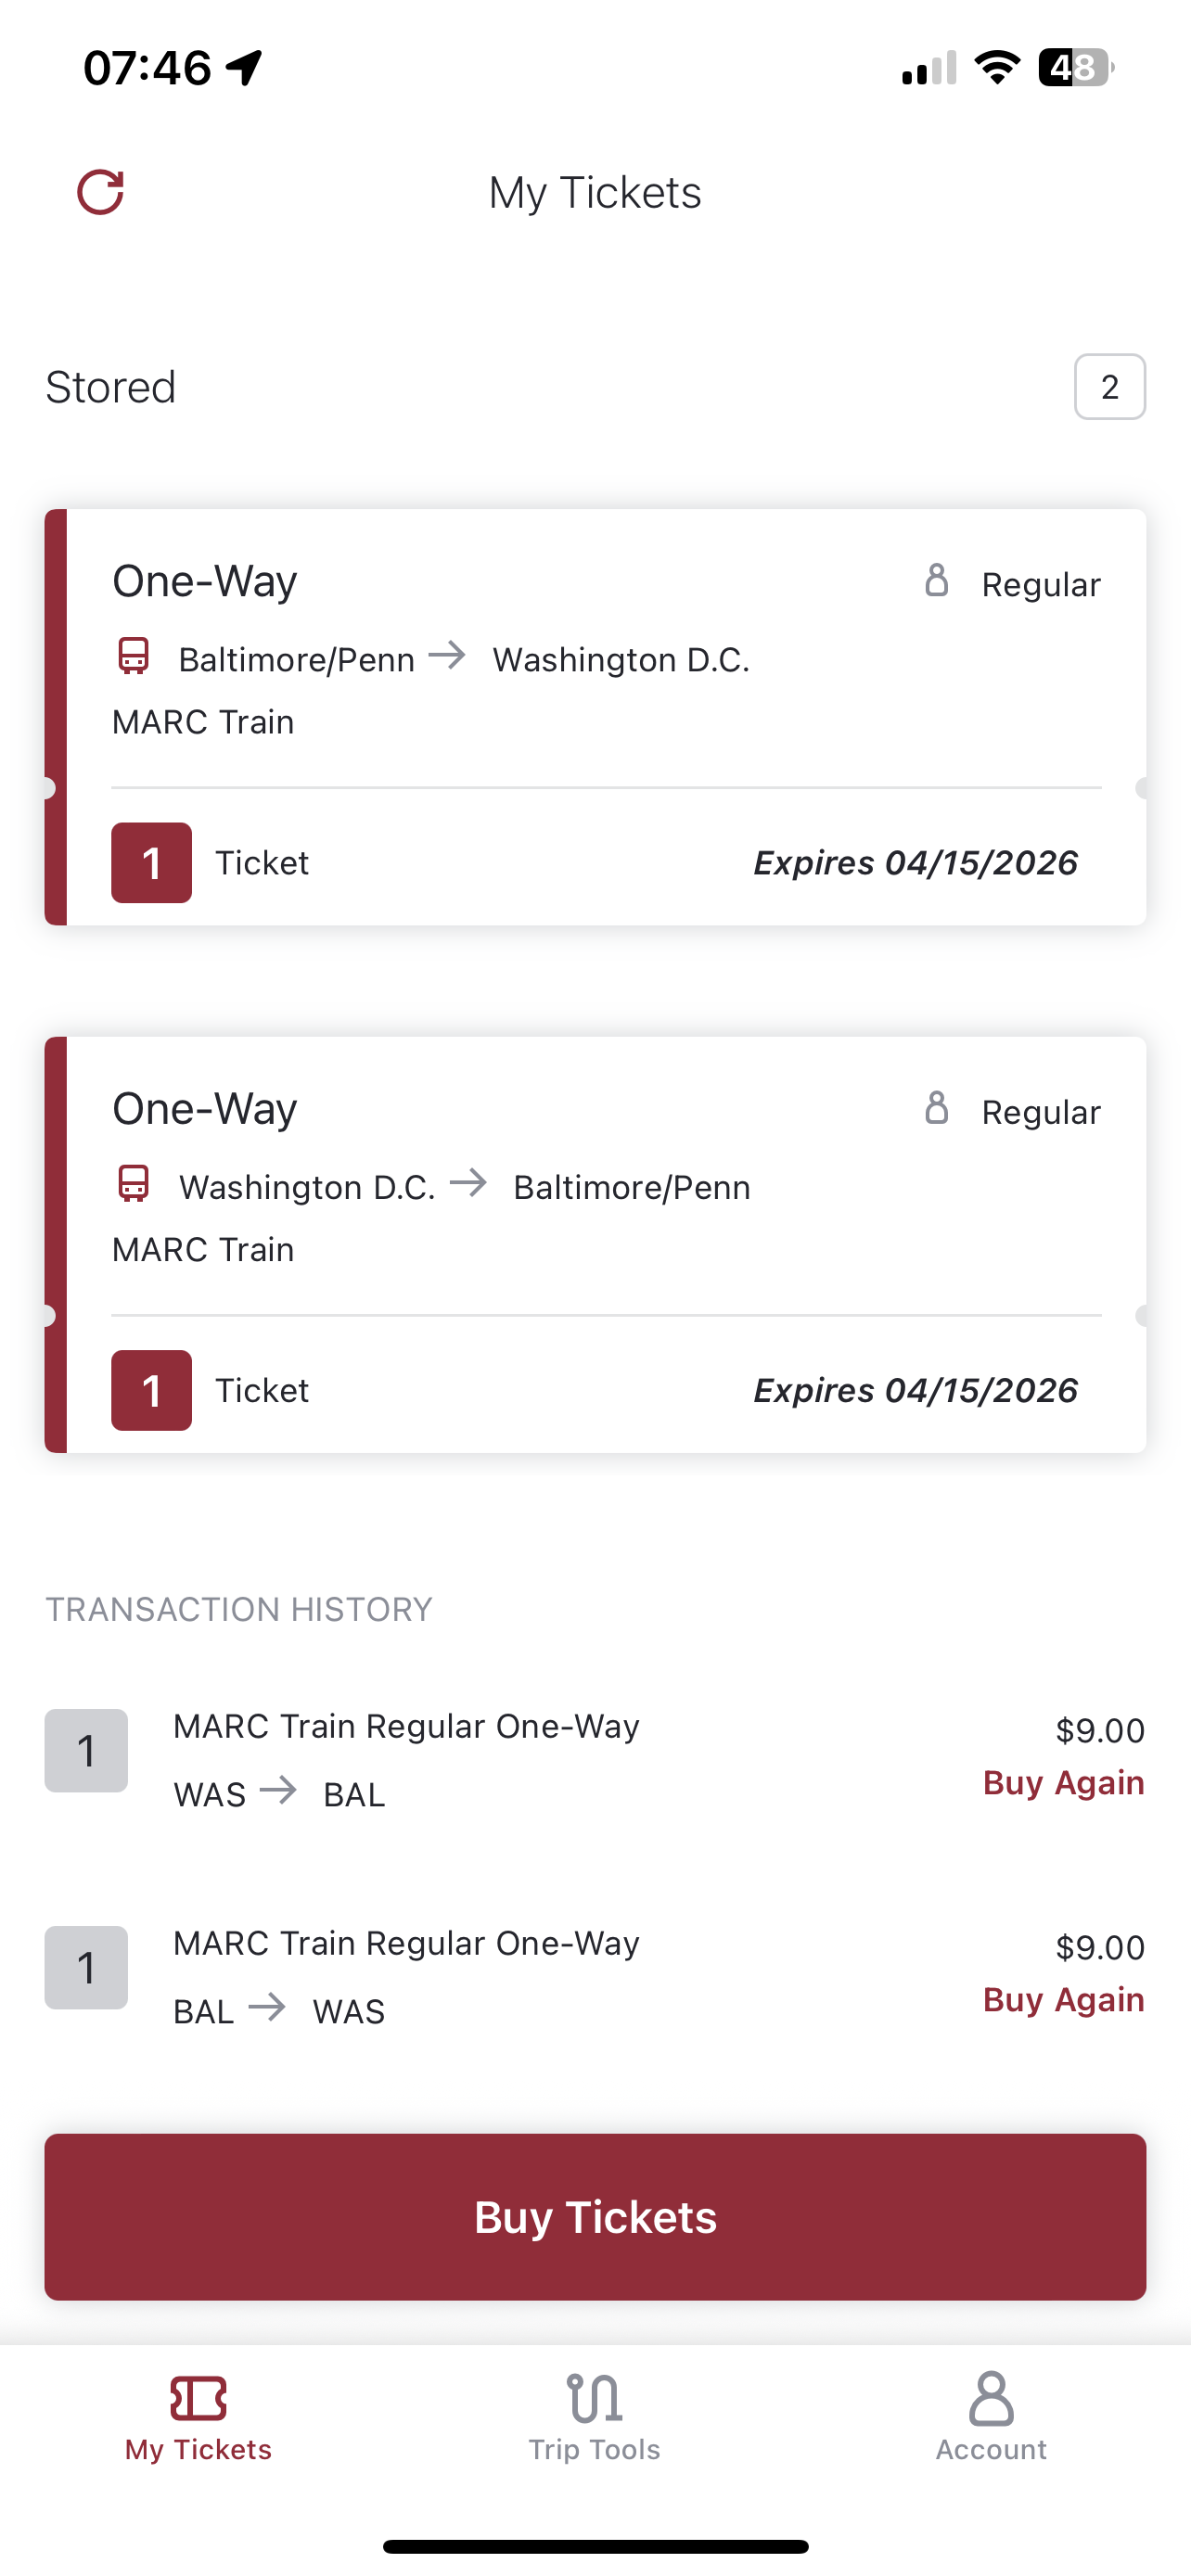 07:46
48
My Tickets
Stored
2
One-Way
Regular
Baltimore/Penn → Washington D.C.
MARC Train
1 Ticket
Expires 04/15/2026
One-Way
Regular
Washington D.C. → Baltimore/Penn
MARC Train
1 Ticket
Expires 04/15/2026
TRANSACTION HISTORY
1
MARC Train Regular One-Way
$9.00
WAS → BAL
Buy Again
1
MARC Train Regular One-Way
$9.00
BAL → WAS
Buy Again
Buy Tickets
My Tickets
Trip Tools
Account